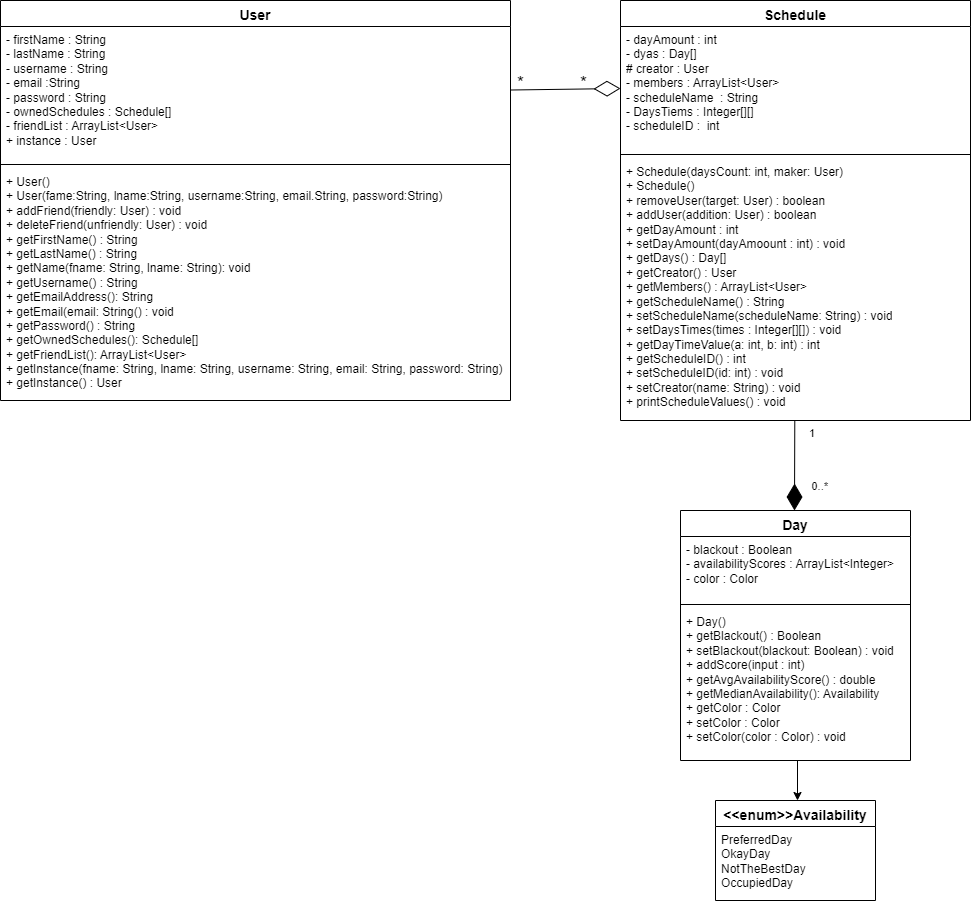 User
- firstName : String
- lastName : String
- username : String
- email :String
- password : String
- ownedSchedules : Schedule[]
- friendList : ArrayList<User>
+ instance : User
+ User()
+ User(fame:String, lname:String, username:String, email.String, password:String)
+ addFriend(friendly: User) : void
+ deleteFriend(unfriendly: User) : void
+ getFirstName() : String
+ getLastName() : String
+ getName(fname: String, lname: String): void
+ getUsername() : String
+ getEmailAddress(): String
+ getEmail(email: String() : void
+ getPassword() : String
+ getOwnedSchedules(): Schedule[]
+ getFriendList(): ArrayList<User>
+ getInstance(fname: String, lname: String, username: String, email: String, password: String)
+ getInstance() : User
*
*
Schedule
- dayAmount : int
- dyas : Day[]
# creator : User
- members : ArrayList<User>
- scheduleName : String
- DaysTiems : Integer[][]
- scheduleID : int
+ Schedule(daysCount: int, maker: User)
+ Schedule()
+ removeUser(target: User) : boolean
+ addUser(addition: User) : boolean
+ getDayAmount : int
+ setDayAmount(dayAmoount : int) : void
+ getDays() : Day[]
+ getCreator() : User
+ getMembers() : ArrayList<User>
+ getScheduleName() : String
+ setScheduleName(scheduleName: String) : void
+ setDaysTimes(times : Integer[][]) : void
+ getDayTimeValue(a: int, b: int) : int
+ getScheduleID() : int
+ setScheduleID(id: int) : void
+ setCreator(name: String) : void
+ printScheduleValues() : void
1
0..*
Day
- blackout : Boolean
- availabilityScores : ArrayList<Integer>
- color : Color
+ Day()
+ getBlackout() : Boolean
+ setBlackout(blackout: Boolean) : void
+ addScore(input : int)
+ getAvgAvailabilityScore() : double
+ getMedianAvailability(): Availability
+ getColor : Color
+ setColor : Color
+ setColor(color : Color) : void
<<enum>>Availability
PreferredDay
OkayDay
NotTheBestDay
OccupiedDay